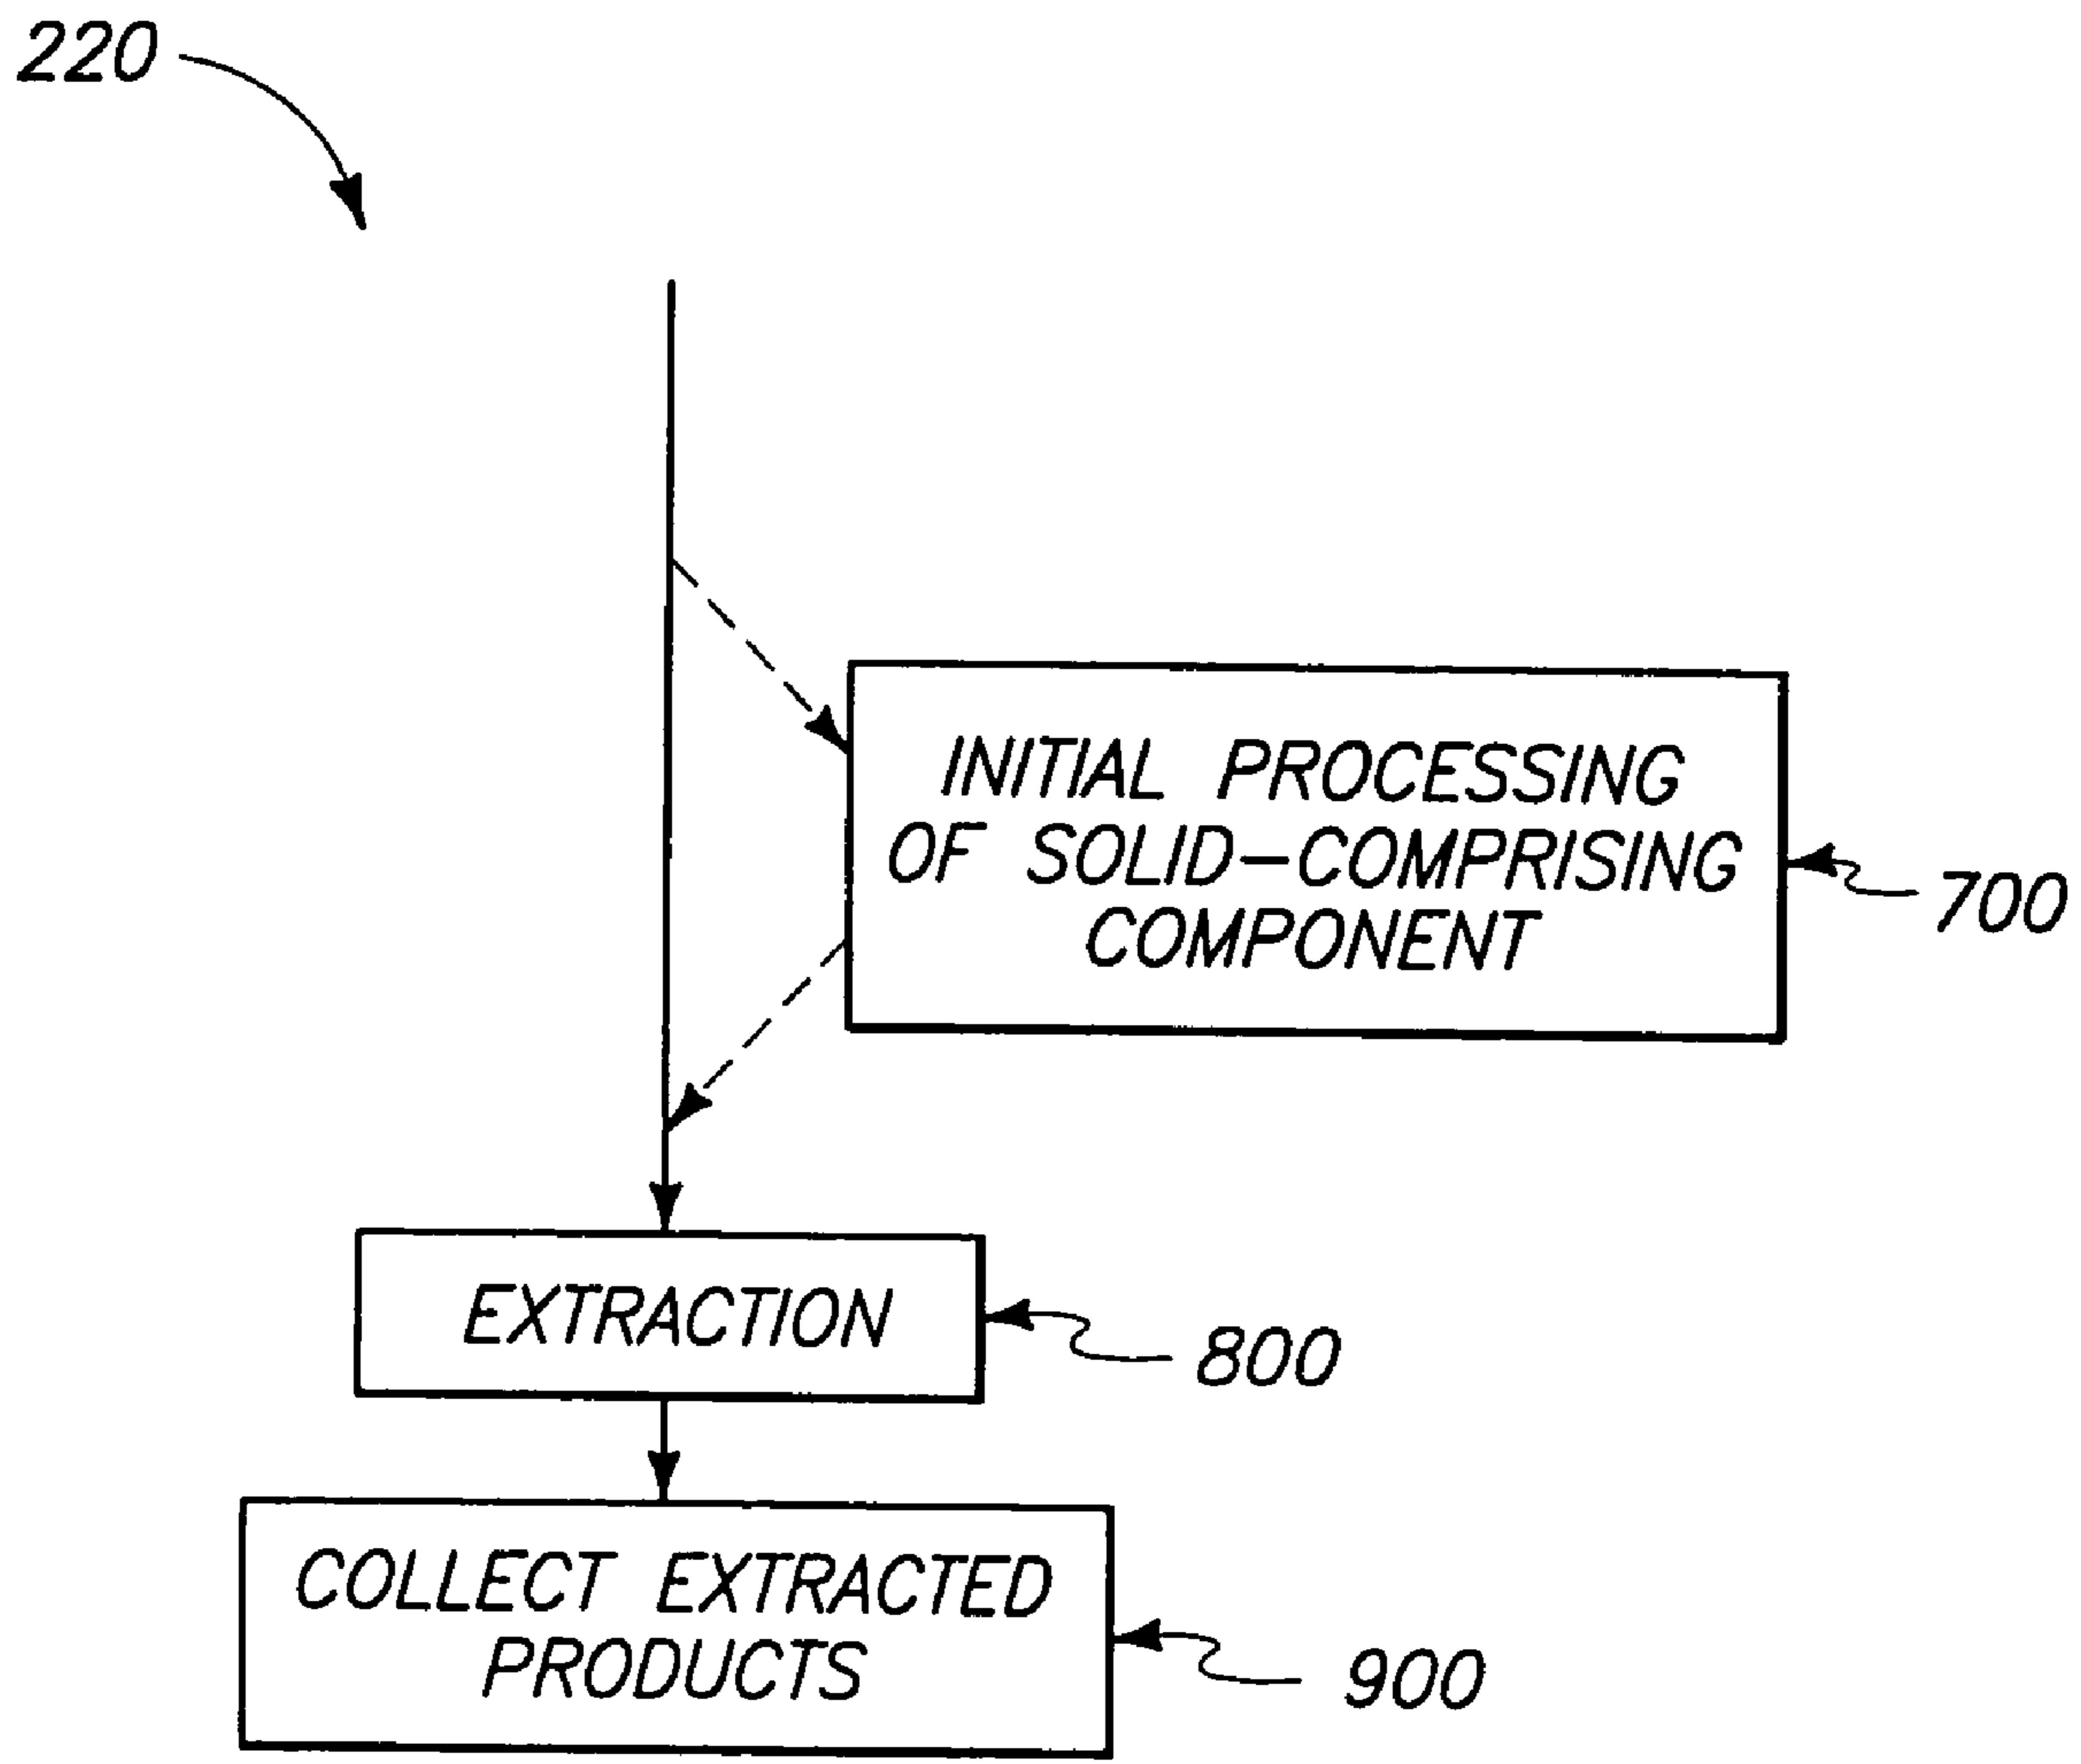 220
INITIAL PROCESSING
OF SOLID-COMPRISING
COMPONENT
700
EXTRACTION
800
COLLECT EXTRACTED
PRODUCTS
900